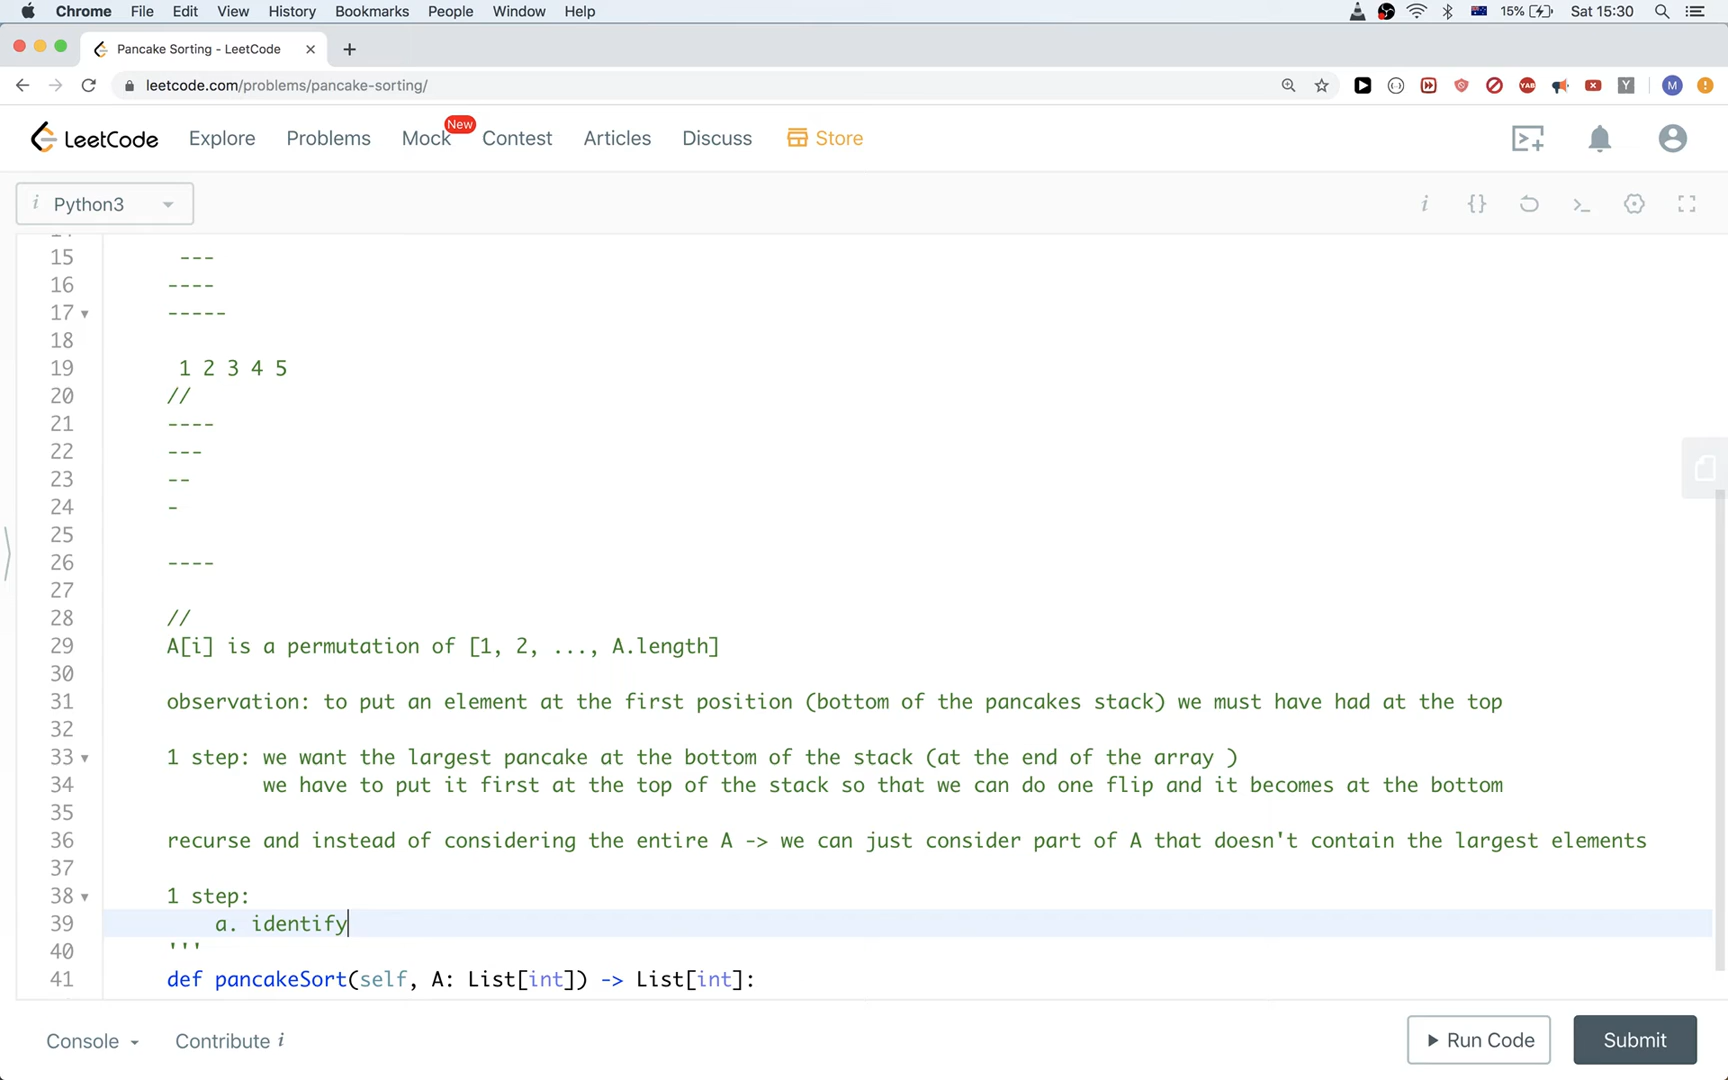 Chrome File Edit View History Bookmarks People Window Help 15% Sat 15:30
Pancake Sorting - LeetCode
leetcode.com/problems/pancake-sorting/
YAB Y M
LeetCode Explore Problems Mock New Contest Articles Discuss Store
i Python3 i {} >_
15 ---
16 ----
17 -----
18
19 1 2 3 4 5
20 //
21 ----
22 ---
23 --
24 -
25
26 ----
27
28 //
29 A[i] is a permutation of [1, 2, ..., A.length]
30
31 observation: to put an element at the first position (bottom of the pancakes stack) we must have had at the top
32
33 1 step: we want the largest pancake at the bottom of the stack (at the end of the array )
34 we have to put it first at the top of the stack so that we can do one flip and it becomes at the bottom
35
36 recurse and instead of considering the entire A -> we can just consider part of A that doesn't contain the largest elements
37
38 1 step:
39 a. identify
40 '''
41 def pancakeSort(self, A: List[int]) -> List[int]:
Console Contribute i Run Code Submit